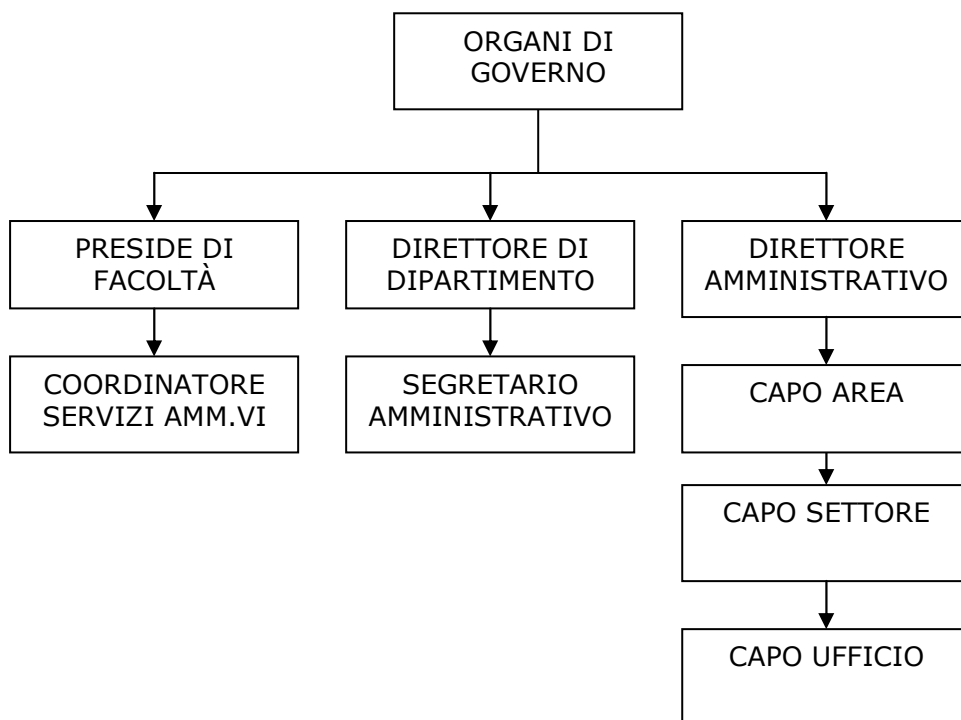 ORGANI DI
GOVERNO
PRESIDE DI
FACOLTÀ
DIRETTORE DI
DIPARTIMENTO
DIRETTORE
AMMINISTRATIVO
COORDINATORE
SERVIZI AMM.VI
SEGRETARIO
AMMINISTRATIVO
CAPO AREA
CAPO SETTORE
CAPO UFFICIO